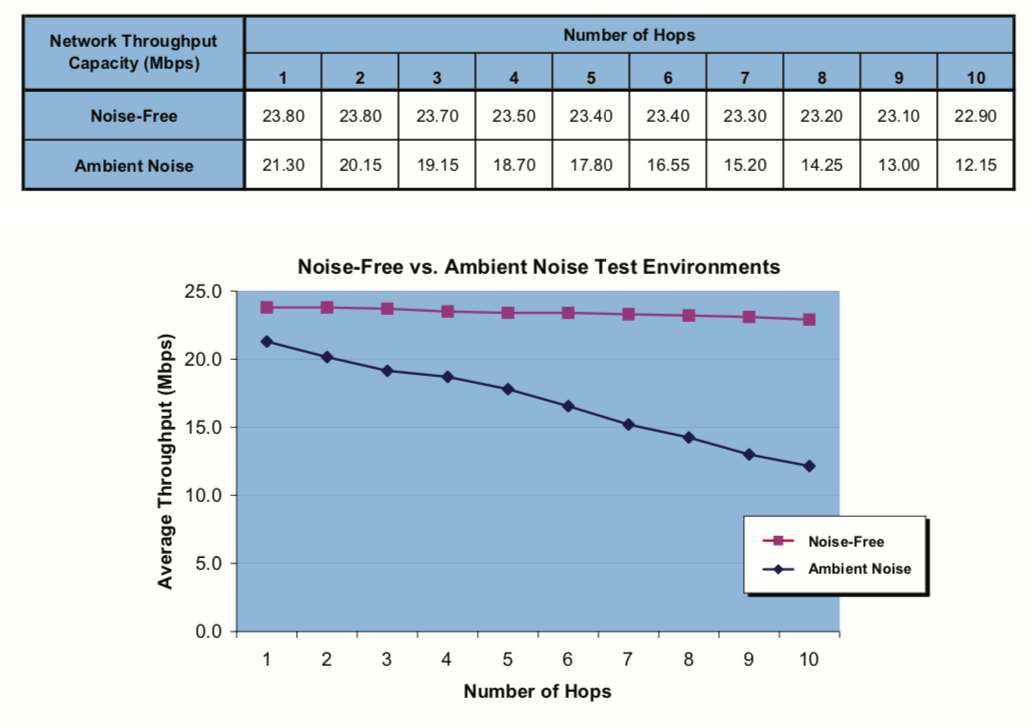 Network Throughput
Capacity (Mbps)
Number of Hops
1 2 3 4 5 6 7 8 9 10
Noise-Free 23.80 23.80 23.70 23.50 23.40 23.40 23.30 23.20 23.10 22.90
Ambient Noise 21.30 20.15 19.15 18.70 17.80 16.55 15.20 14.25 13.00 12.15
Noise-Free vs. Ambient Noise Test Environments
Average Throughput (Mbps)
25.0
20.0
15.0
10.0
5.0
0.0
1 2 3 4 5 6 7 8 9 10
Number of Hops
Noise-Free
Ambient Noise